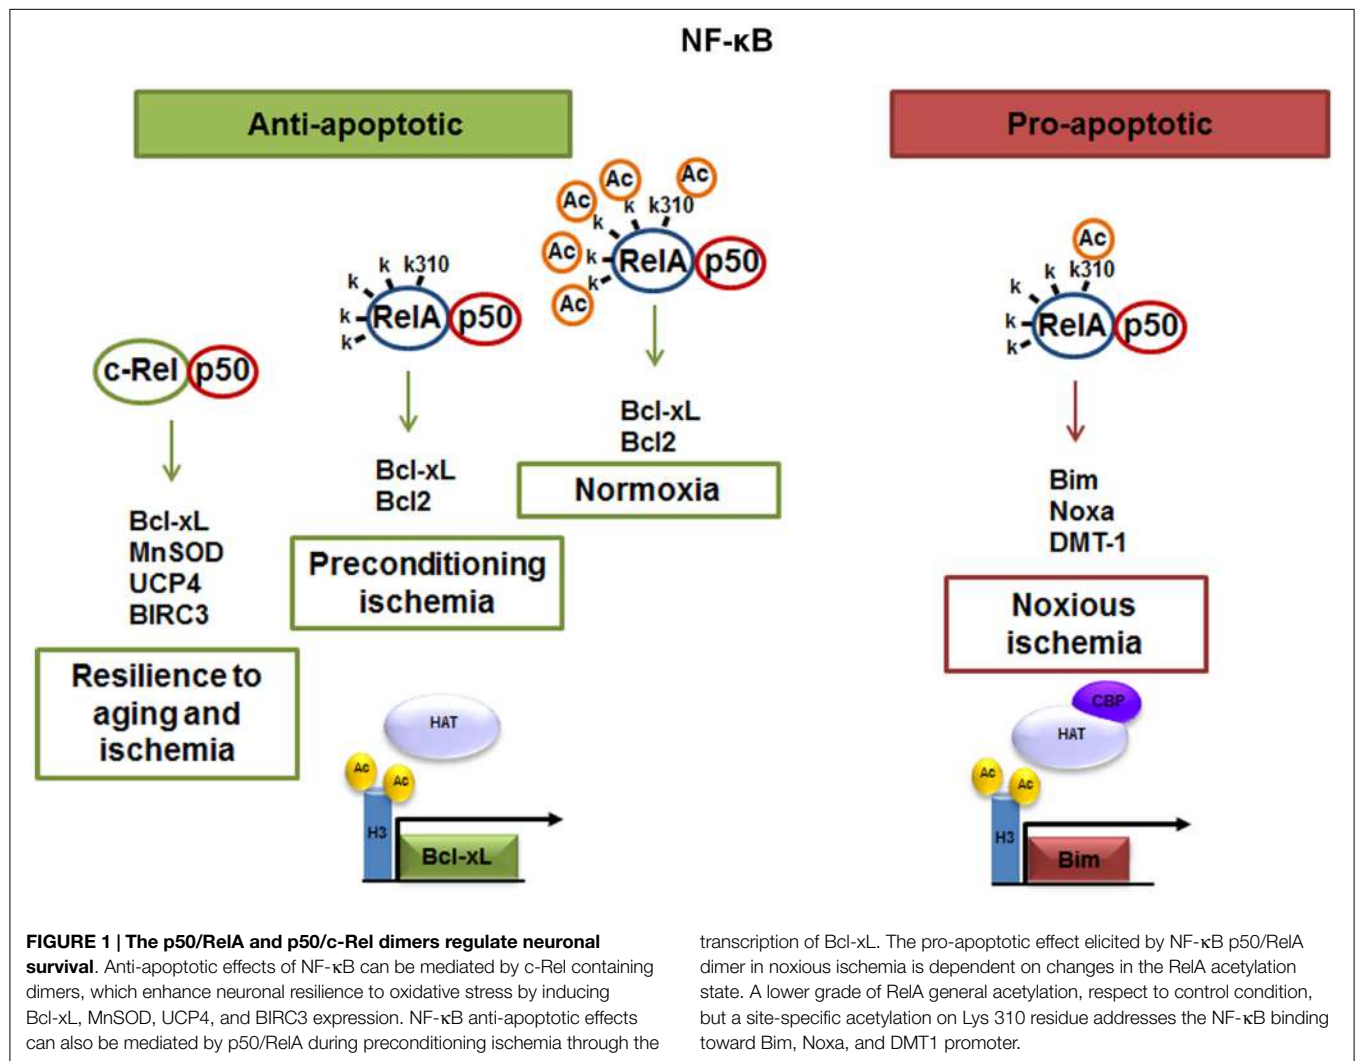 NF-κB
Anti-apoptotic
Pro-apoptotic
c-Rel p50
Bcl-xL
MnSOD
UCP4
BIRC3
Resilience to
aging and
ischemia
k k310
k
k
k
RelA p50
Bcl-xL
Bcl2
Preconditioning
ischemia
Ac Ac
Ac
k k310
k
Ac k
k
Ac
RelA p50
Bcl-xL
Bcl2
Normoxia
HAT
Ac
Ac
H3
Bcl-xL
Ac
k k310
k
k
k
RelA p50
Bim
Noxa
DMT-1
Noxious
ischemia
CBP
HAT
Ac
Ac
H3
Bim
FIGURE 1 | The p50/RelA and p50/c-Rel dimers regulate neuronal
survival. Anti-apoptotic effects of NF-κB can be mediated by c-Rel containing
dimers, which enhance neuronal resilience to oxidative stress by inducing
Bcl-xL, MnSOD, UCP4, and BIRC3 expression. NF-κB anti-apoptotic effects
can also be mediated by p50/RelA during preconditioning ischemia through the
transcription of Bcl-xL. The pro-apoptotic effect elicited by NF-κB p50/RelA
dimer in noxious ischemia is dependent on changes in the RelA acetylation
state. A lower grade of RelA general acetylation, respect to control condition,
but a site-specific acetylation on Lys 310 residue addresses the NF-κB binding
toward Bim, Noxa, and DMT1 promoter.